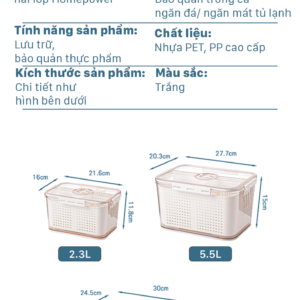 hai lớp Homepower
Bảo quản trong cả
ngăn đá/ ngăn mát tủ lạnh
Tính năng sản phẩm:
Lưu trữ,
bảo quản thực phẩm
Chất liệu:
Nhựa PET, PP cao cấp
Kích thước sản phẩm:
Chi tiết như
hình bên dưới
Màu sắc:
Trắng
16cm
21.6cm
11.8cm
2.3L
20.3cm
27.7cm
15cm
5.5L
24.5cm
30cm